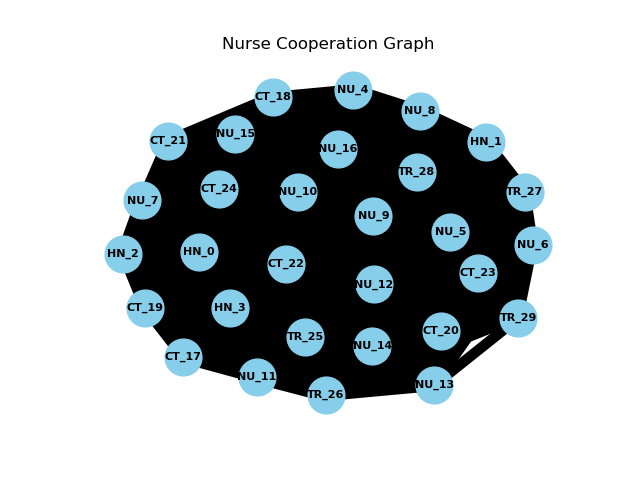 Nurse Cooperation Graph
NU_4
CT_18
NU_8
NU_15
CT_21
HN_1
NU_16
TR_28
CT_24
NU_10
TR_27
NU_7
NU_9
NU_5
NU_6
HN_0
HN_2
CT_22
CT_23
NU_12
CT_19
HN_3
TR_29
CT_20
TR_25
NU_14
CT_17
NU_11
NU_13
TR_26